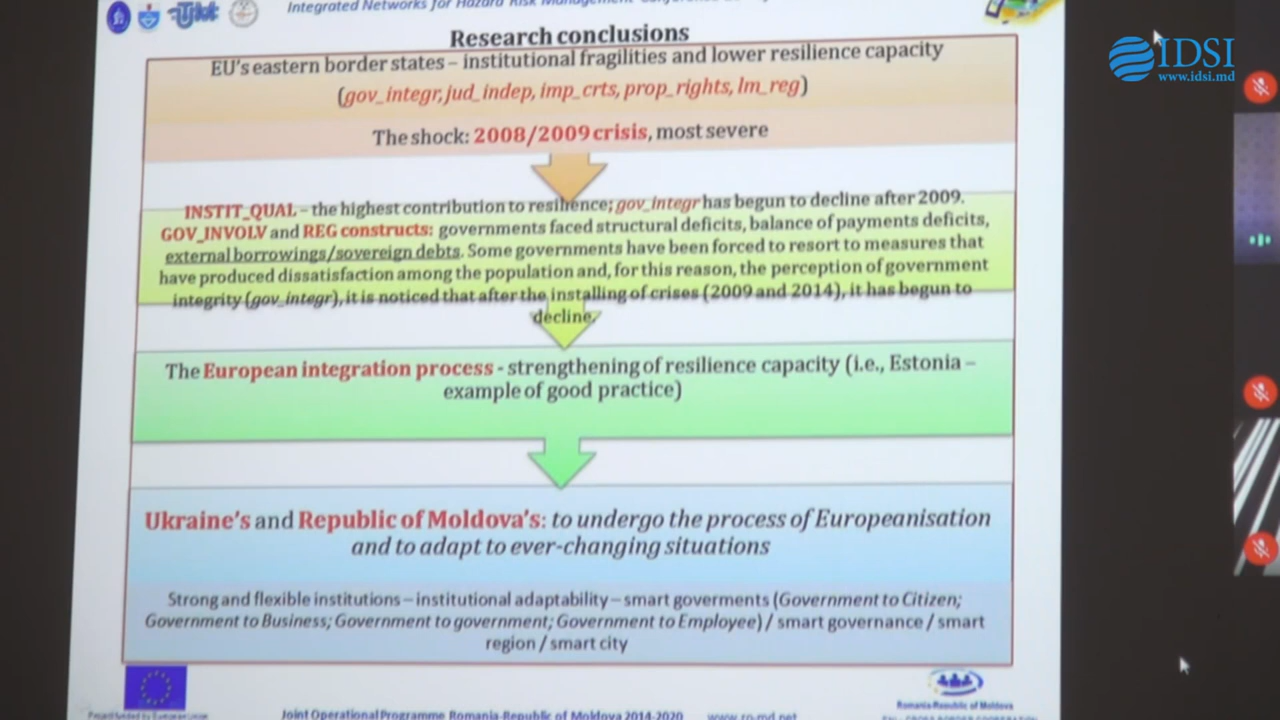 Integrated Networks for Hazard Risk Management
Research conclusions
EU's eastern border states – institutional fragilities and lower resilience capacity
(gov_integr, jud_indep, imp_crts, prop_rights, lm_reg)
The shock: 2008/2009 crisis, most severe
INSTIT_QUAL – the highest contribution to resilience; gov_integr has begun to decline after 2009.
GOV_INVOLV and REG constructs: governments faced structural deficits, balance of payments deficits,
external borrowings/sovereign debts. Some governments have been forced to resort to measures that
have produced dissatisfaction among the population and, for this reason, the perception of government
integrity (gov_integr), it is noticed that after the installing of crises (2009 and 2014), it has begun to
decline.
The European integration process - strengthening of resilience capacity (i.e., Estonia –
example of good practice)
Ukraine's and Republic of Moldova's: to undergo the process of Europeanisation
and to adapt to ever-changing situations
Strong and flexible institutions – institutional adaptability – smart goverments (Government to Citizen;
Government to Business; Government to government; Government to Employee) / smart governance / smart
region / smart city
Joint Operational Programme Romania-Republic of Moldova 2014-2020 www.ro-md.net
Romania-Republic of Moldova
IDSI
www.idsi.md